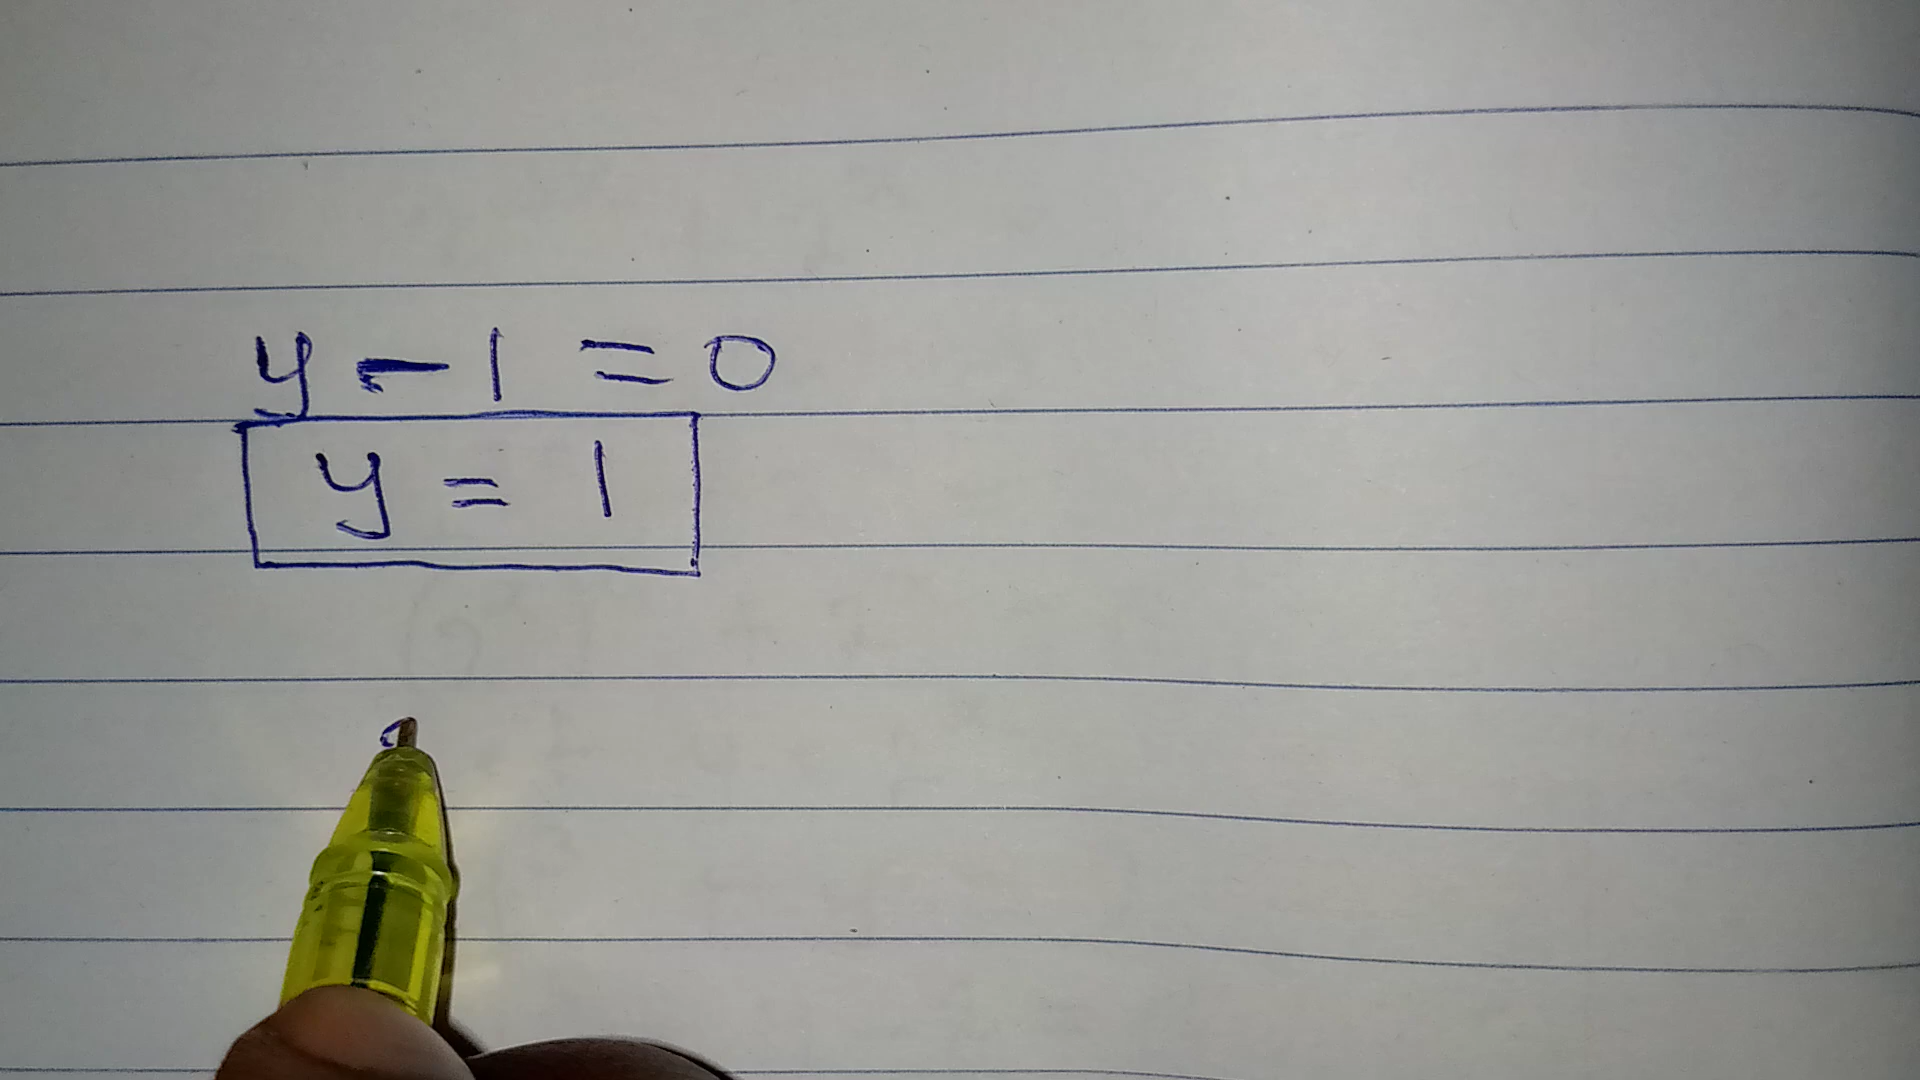 y - 1 = 0
y = 1